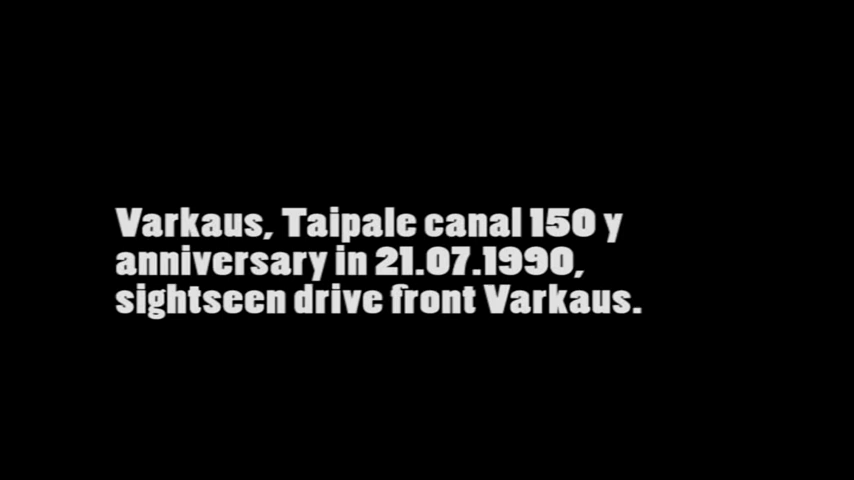 Varkaus, Taipale canal 150 y
anniversary in 21.07.1990,
sightseen drive front Varkaus.